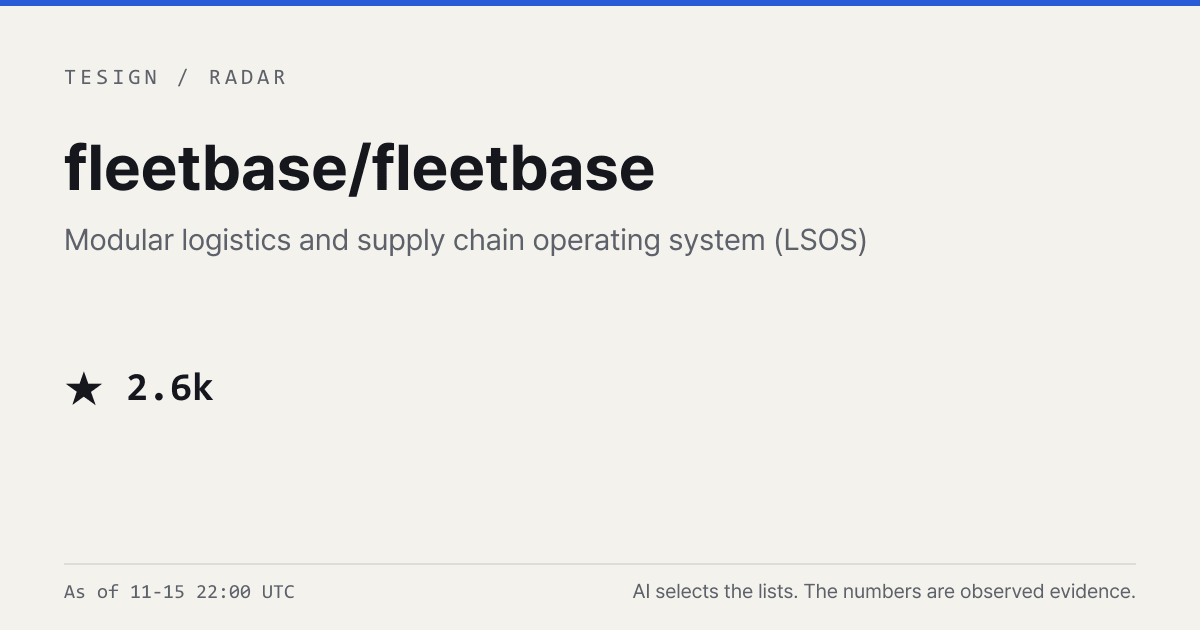 TESIGN / RADAR
fleetbase/fleetbase
Modular logistics and supply chain operating system (LSOS)
★ 2.6k
As of 11-15 22:00 UTC
AI selects the lists. The numbers are observed evidence.